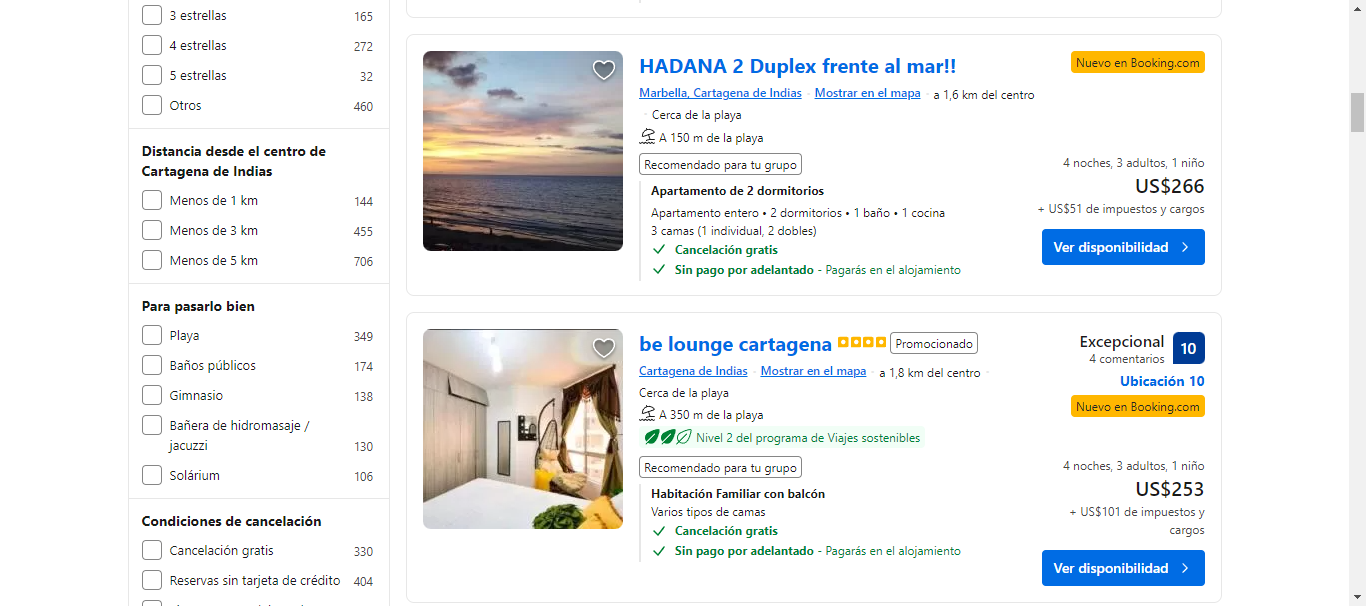 3 estrellas 165
4 estrellas 272
5 estrellas 32
Otros 460
Distancia desde el centro de
Cartagena de Indias
Menos de 1 km 144
Menos de 3 km 455
Menos de 5 km 706
Para pasarlo bien
Playa 349
Baños públicos 174
Gimnasio 138
Bañera de hidromasaje /
jacuzzi 130
Solárium 106
Condiciones de cancelación
Cancelación gratis 330
Reservas sin tarjeta de crédito 404
HADANA 2 Duplex frente al mar!!
Nuevo en Booking.com
Marbella, Cartagena de Indias · Mostrar en el mapa · a 1,6 km del centro
· Cerca de la playa
A 150 m de la playa
Recomendado para tu grupo
Apartamento de 2 dormitorios
Apartamento entero • 2 dormitorios • 1 baño • 1 cocina
3 camas (1 individual, 2 dobles)
Cancelación gratis
Sin pago por adelantado - Pagarás en el alojamiento
4 noches, 3 adultos, 1 niño
US$266
+ US$51 de impuestos y cargos
Ver disponibilidad
be lounge cartagena Promocionado
Excepcional 10
4 comentarios
Ubicación 10
Nuevo en Booking.com
Cartagena de Indias · Mostrar en el mapa · a 1,8 km del centro ·
Cerca de la playa
A 350 m de la playa
Nivel 2 del programa de Viajes sostenibles
Recomendado para tu grupo
Habitación Familiar con balcón
Varios tipos de camas
Cancelación gratis
Sin pago por adelantado - Pagarás en el alojamiento
4 noches, 3 adultos, 1 niño
US$253
+ US$101 de impuestos y
cargos
Ver disponibilidad